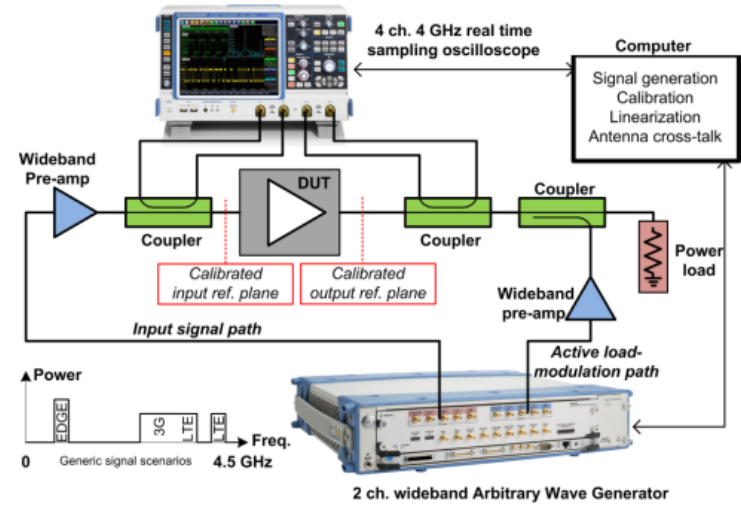 4 ch. 4 GHz real time
sampling oscilloscope
Computer
Signal generation
Calibration
Linearization
Antenna cross-talk
Wideband
Pre-amp
DUT
Coupler
Coupler
Coupler
Calibrated
input ref. plane
Calibrated
output ref. plane
Power
load
Wideband
pre-amp
Input signal path
Active load-
modulation path
Power
EDGE
3G
LTE
LTE
Freq.
0
Generic signal scenarios
4.5 GHz
2 ch. wideband Arbitrary Wave Generator